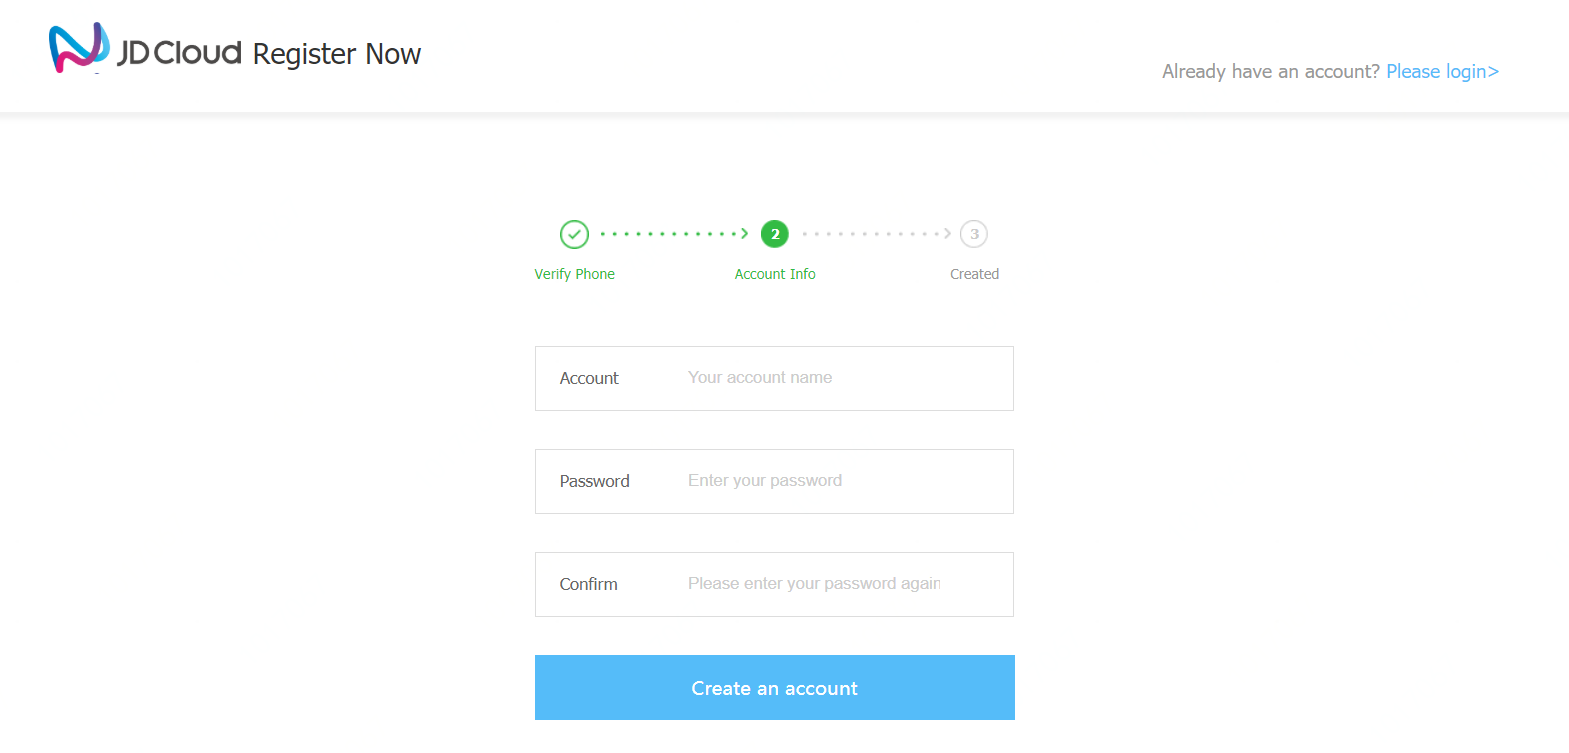 JD Cloud Register Now
Already have an account? Please login>
2
3
Verify Phone
Account Info
Created
Account
Your account name
Password
Enter your password
Confirm
Please enter your password again
Create an account